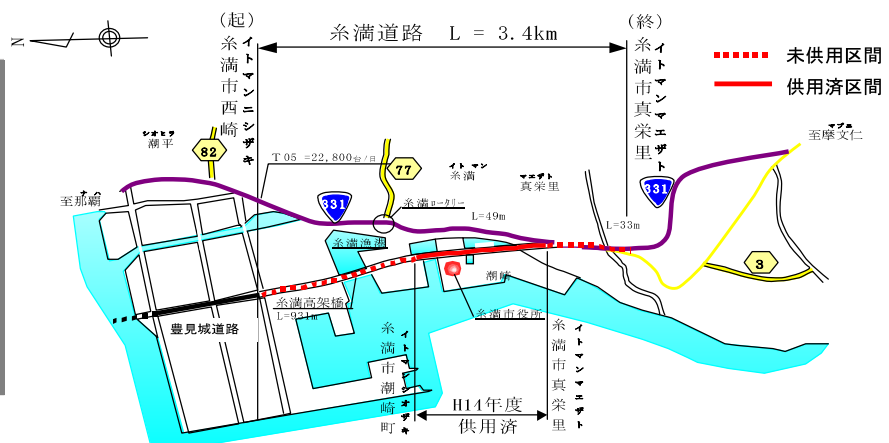 N
(起)
糸満市西崎
イトマンニシザキ
糸満道路 L = 3.4km
(終)
糸満市真栄里
イトマンマエザト
未供用区間
供用済区間
シオヒラ
潮平
82
T05 =22,800台/日
77
イトマン
糸満
マエザト
真栄里
331
マブニ
至摩文仁
至那覇
331
糸満ロータリー
L=49m
L=33m
糸満漁港
3
潮崎
糸満高架橋
L=931m
糸満市役所
豊見城道路
糸満市潮崎町
イトマンシオザキ
H14年度
供用済
糸満市真栄里
イトマンマエザト